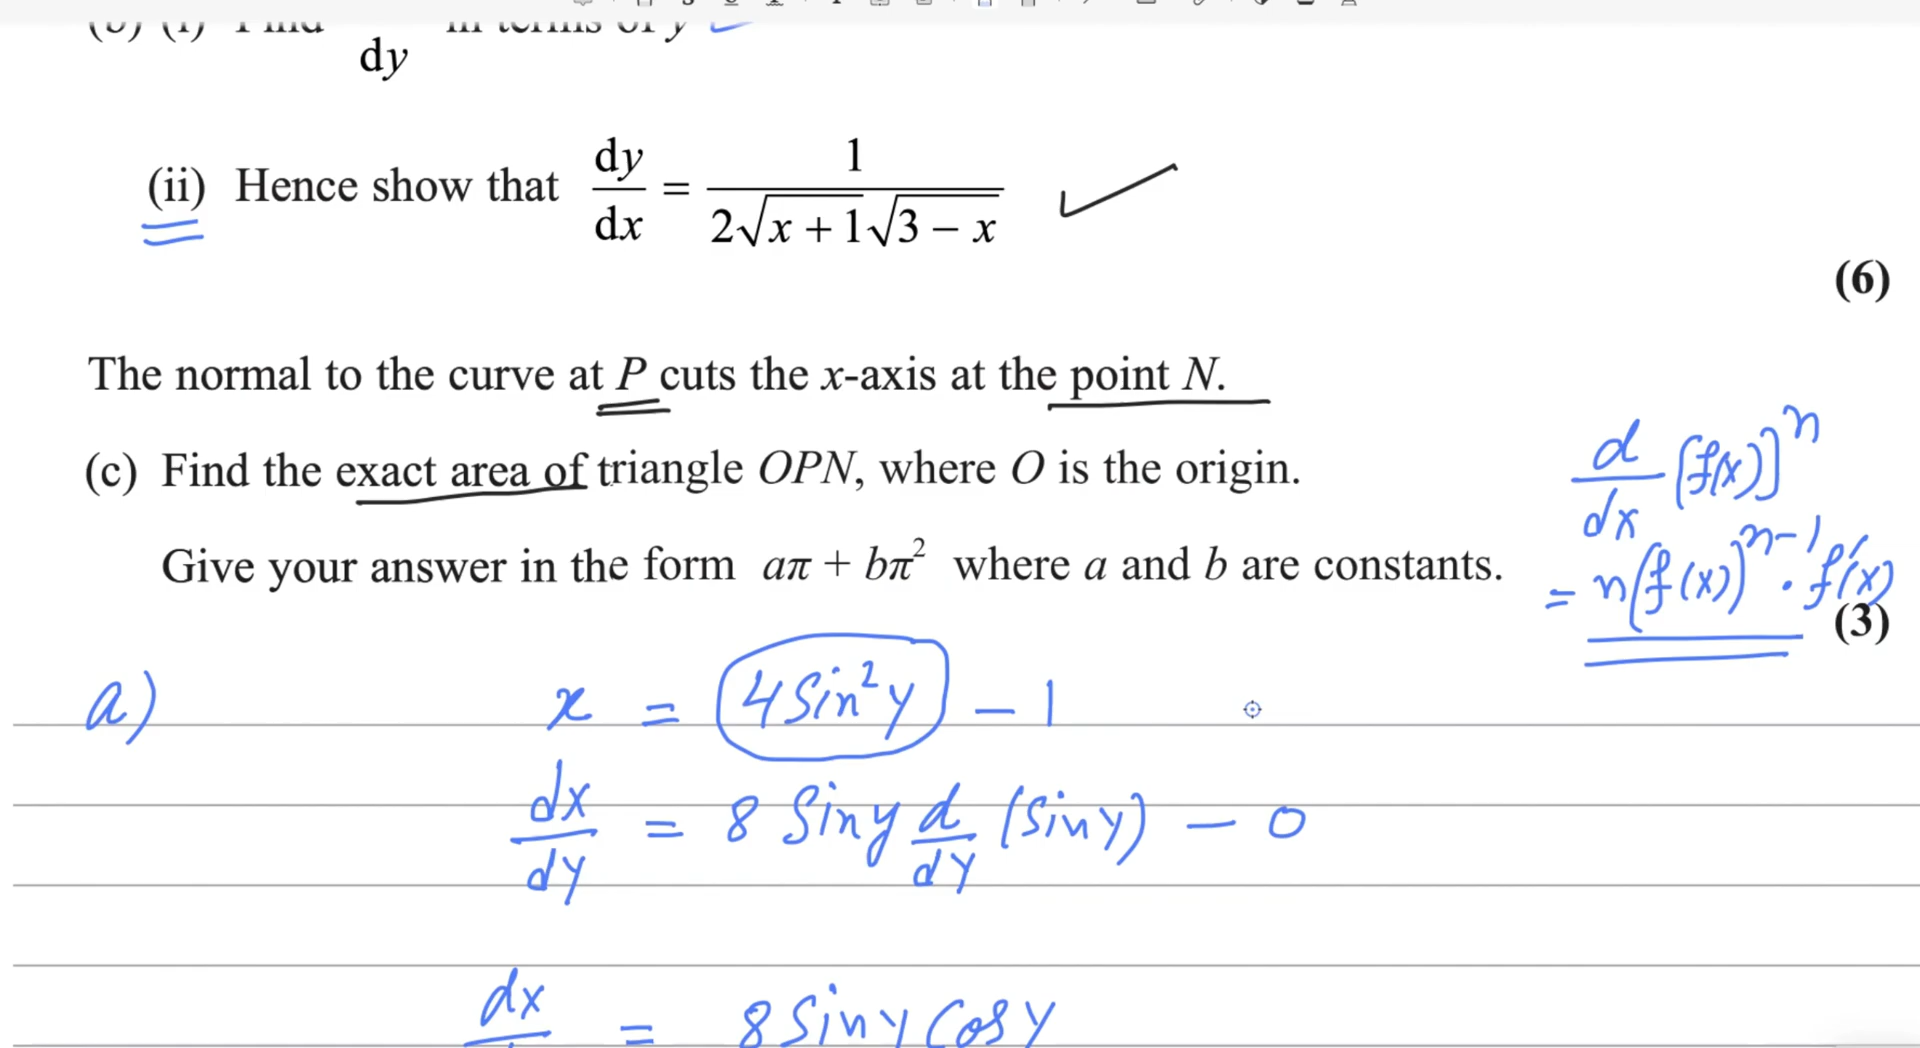 dy
(ii) Hence show that dy/dx = 1/(2√(x + 1)√(3 − x))
(6)
The normal to the curve at P cuts the x-axis at the point N.
(c) Find the exact area of triangle OPN, where O is the origin.
Give your answer in the form aπ + bπ² where a and b are constants.
(3)
d/dx [f(x)]ⁿ
= n(f(x))ⁿ⁻¹ · f'(x)
a) x = 4 Sin²y − 1
dx/dy = 8 Siny d/dy (Siny) − 0
dx = 8 Siny Cosy